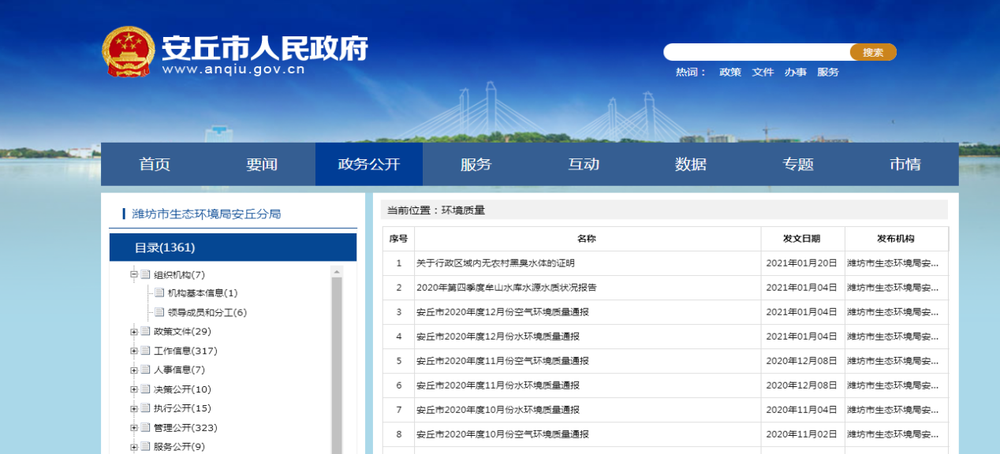 安丘市人民政府
www.anqiu.gov.cn
搜索
热词： 政策 文件 办事 服务
首页 要闻 政务公开 服务 互动 数据 专题 市情
潍坊市生态环境局安丘分局
目录(1361)
组织机构(7)
机构基本信息(1)
领导成员和分工(6)
政策文件(29)
工作信息(317)
人事信息(7)
决策公开(10)
执行公开(15)
管理公开(323)
服务公开(9)
当前位置：环境质量
序号 名称 发文日期 发布机构
1 关于行政区域内无农村黑臭水体的证明 2021年01月20日 潍坊市生态环境局安...
2 2020年第四季度牟山水库水源水质状况报告 2021年01月04日 潍坊市生态环境局安...
3 安丘市2020年度12月份空气环境质量通报 2021年01月04日 潍坊市生态环境局安...
4 安丘市2020年度12月份水环境质量通报 2021年01月04日 潍坊市生态环境局安...
5 安丘市2020年度11月份空气环境质量通报 2020年12月08日 潍坊市生态环境局安...
6 安丘市2020年度11月份水环境质量通报 2020年12月08日 潍坊市生态环境局安...
7 安丘市2020年度10月份水环境质量通报 2020年11月04日 潍坊市生态环境局安...
8 安丘市2020年度10月份空气环境质量通报 2020年11月02日 潍坊市生态环境局安...